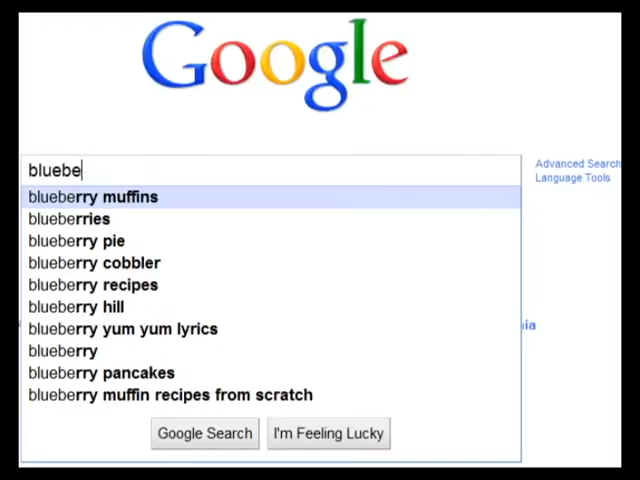 Google
bluebe
Advanced Search
Language Tools
blueberry muffins
blueberries
blueberry pie
blueberry cobbler
blueberry recipes
blueberry hill
blueberry yum yum lyrics
blueberry
blueberry pancakes
blueberry muffin recipes from scratch
Google Search
I'm Feeling Lucky